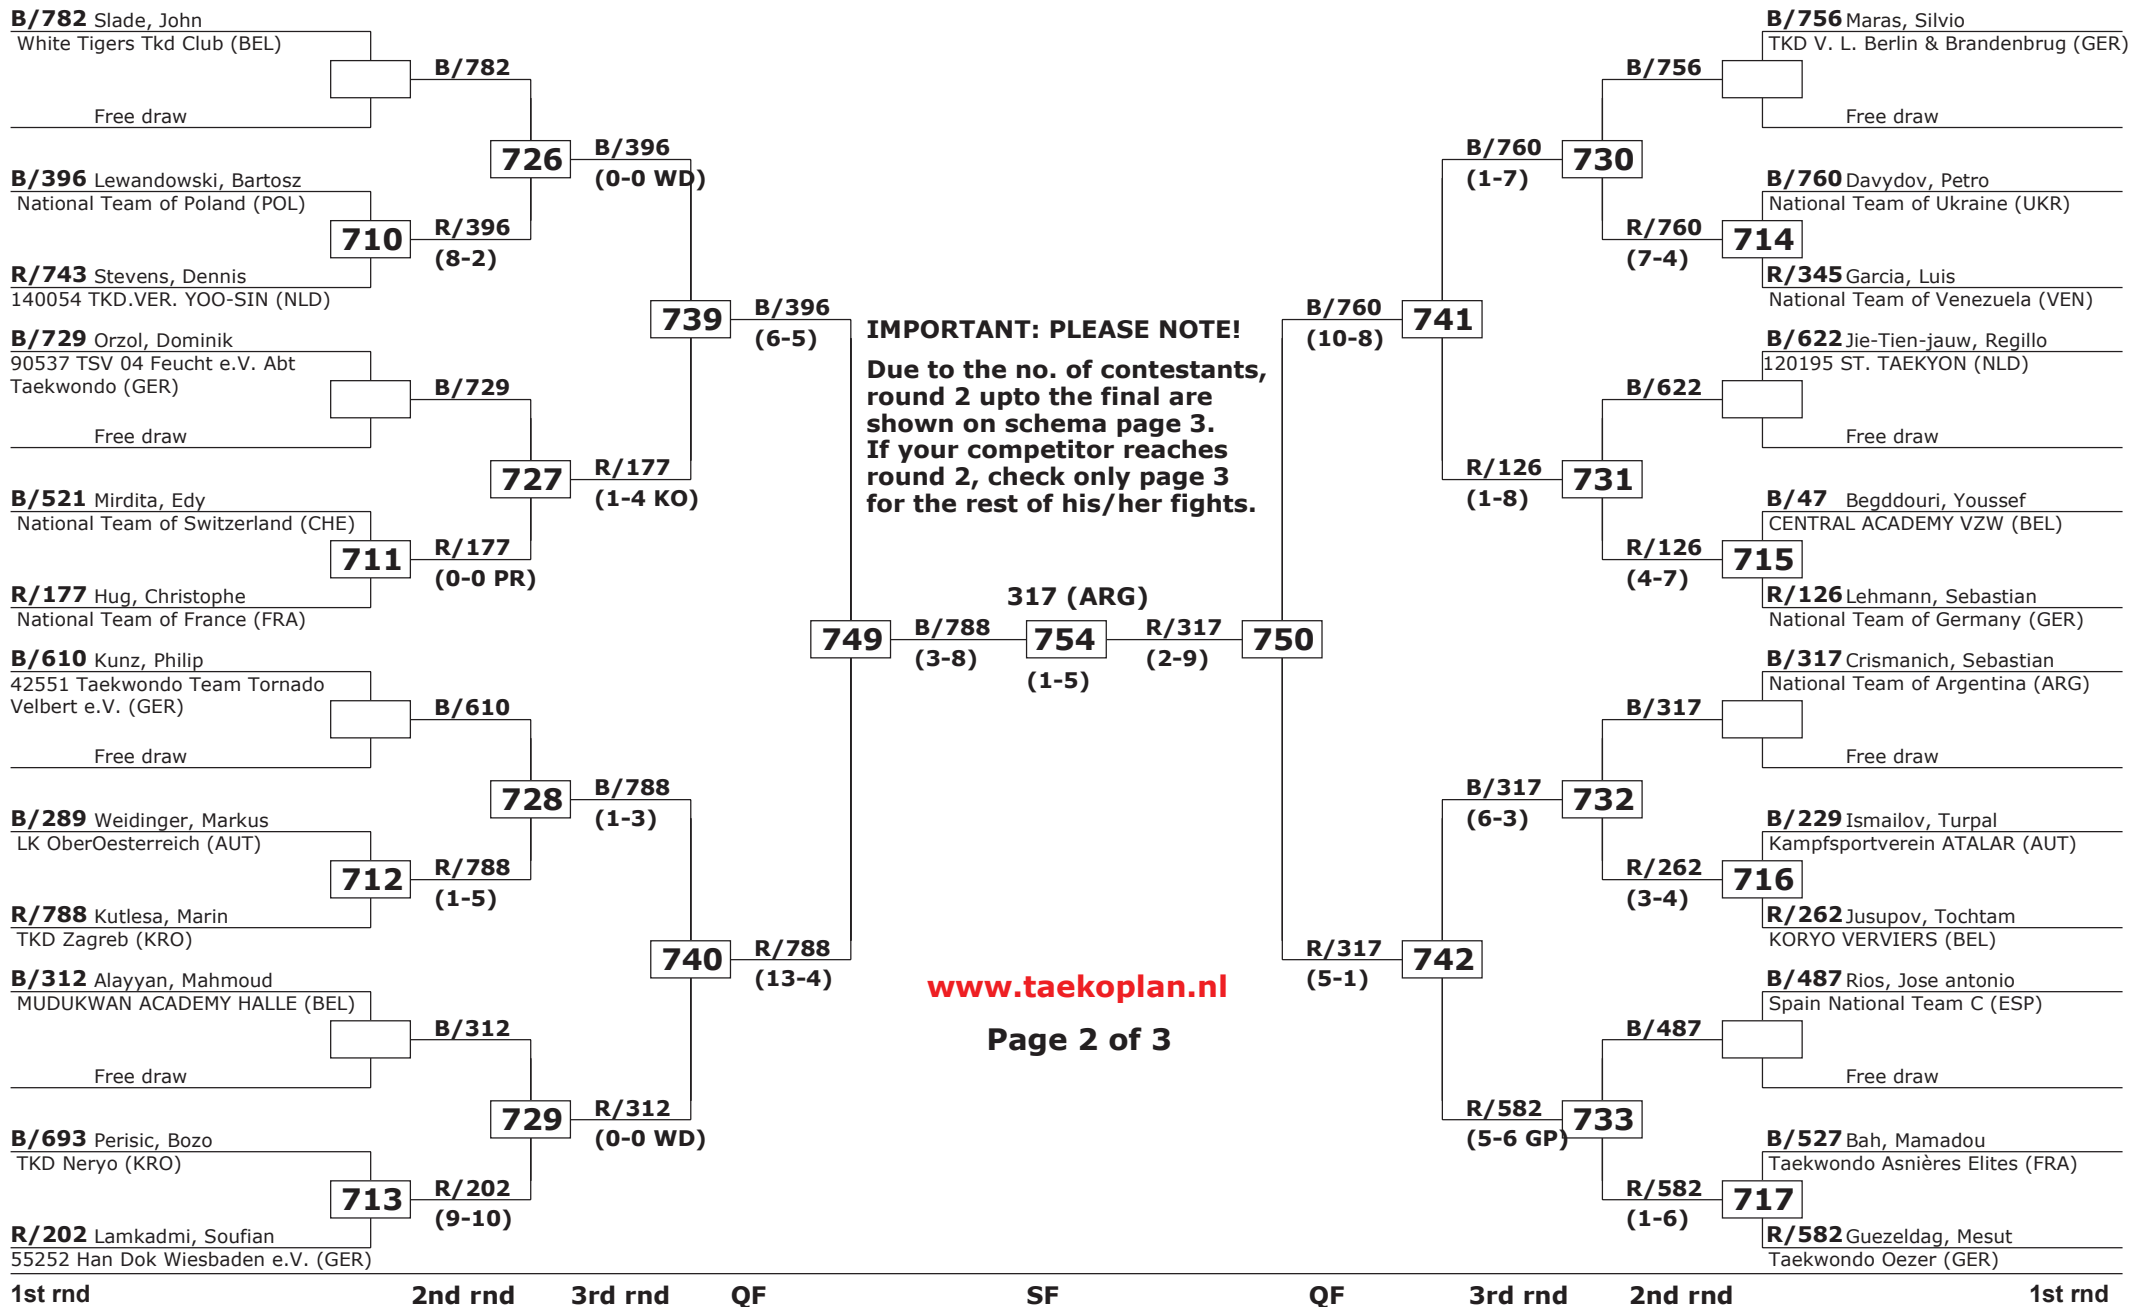 B/782 Slade, John
White Tigers Tkd Club (BEL)
B/782
Free draw
726
B/396
(0-0 WD)
B/396 Lewandowski, Bartosz
National Team of Poland (POL)
710
R/396
(8-2)
R/743 Stevens, Dennis
140054 TKD.VER. YOO-SIN (NLD)
739
B/396
(6-5)
B/729 Orzol, Dominik
90537 TSV 04 Feucht e.V. Abt
Taekwondo (GER)
B/729
Free draw
727
R/177
(1-4 KO)
B/521 Mirdita, Edy
National Team of Switzerland (CHE)
711
R/177
(0-0 PR)
R/177 Hug, Christophe
National Team of France (FRA)
749
B/788
(3-8)
B/610 Kunz, Philip
42551 Taekwondo Team Tornado
Velbert e.V. (GER)
B/610
Free draw
728
B/788
(1-3)
B/289 Weidinger, Markus
LK OberOesterreich (AUT)
712
R/788
(1-5)
R/788 Kutlesa, Marin
TKD Zagreb (KRO)
740
R/788
(13-4)
B/312 Alayyan, Mahmoud
MUDUKWAN ACADEMY HALLE (BEL)
B/312
Free draw
729
R/312
(0-0 WD)
B/693 Perisic, Bozo
TKD Neryo (KRO)
713
R/202
(9-10)
R/202 Lamkadmi, Soufian
55252 Han Dok Wiesbaden e.V. (GER)
IMPORTANT: PLEASE NOTE!
Due to the no. of contestants,
round 2 upto the final are
shown on schema page 3.
If your competitor reaches
round 2, check only page 3
for the rest of his/her fights.
317 (ARG)
754
(1-5)
www.taekoplan.nl
Page 2 of 3
B/756 Maras, Silvio
TKD V. L. Berlin & Brandenbrug (GER)
B/756
Free draw
B/760
(1-7)
730
B/760 Davydov, Petro
National Team of Ukraine (UKR)
R/760
(7-4)
714
R/345 Garcia, Luis
National Team of Venezuela (VEN)
B/760
(10-8)
741
B/622 Jie-Tien-jauw, Regillo
120195 ST. TAEKYON (NLD)
B/622
Free draw
R/126
(1-8)
731
B/47 Begddouri, Youssef
CENTRAL ACADEMY VZW (BEL)
R/126
(4-7)
715
R/126 Lehmann, Sebastian
National Team of Germany (GER)
R/317
(2-9)
750
B/317 Crismanich, Sebastian
National Team of Argentina (ARG)
B/317
Free draw
B/317
(6-3)
732
B/229 Ismailov, Turpal
Kampfsportverein ATALAR (AUT)
R/262
(3-4)
716
R/262 Jusupov, Tochtam
KORYO VERVIERS (BEL)
R/317
(5-1)
742
B/487 Rios, Jose antonio
Spain National Team C (ESP)
B/487
Free draw
R/582
(5-6 GP)
733
B/527 Bah, Mamadou
Taekwondo Asnières Elites (FRA)
R/582
(1-6)
717
R/582 Guezeldag, Mesut
Taekwondo Oezer (GER)
1st rnd 2nd rnd 3rd rnd QF SF QF 3rd rnd 2nd rnd 1st rnd